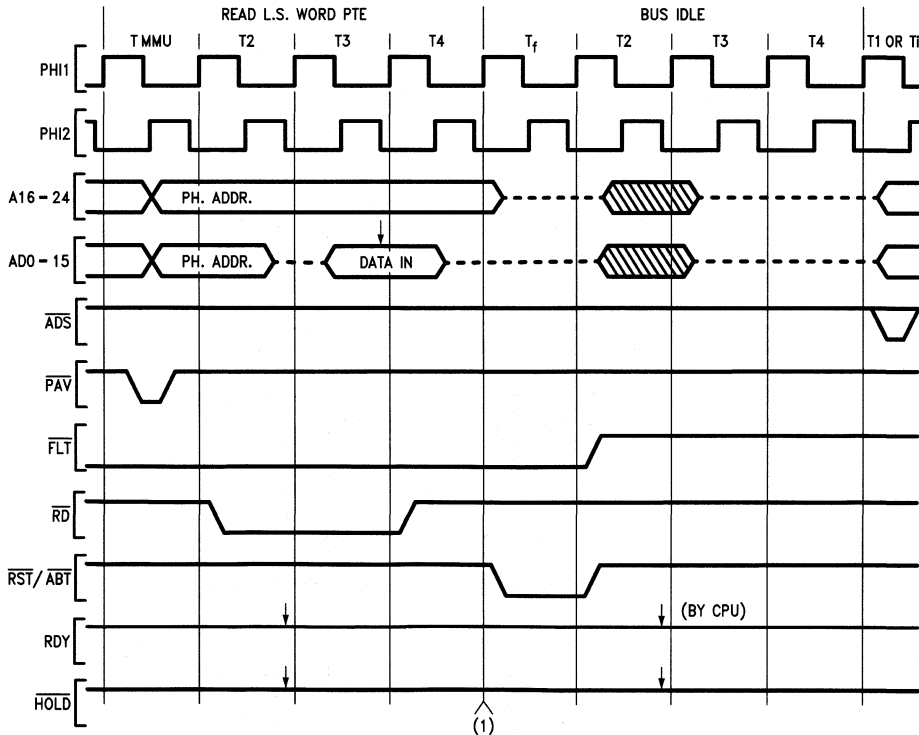 READ L.S. WORD PTE BUS IDLE
T MMU T2 T3 T4 Tf T2 T3 T4 T1 OR Ti
PHI1
PHI2
A16-24 PH. ADDR.
AD0-15 PH. ADDR. DATA IN
ADS
PAV
FLT
RD
RST/ABT
(BY CPU)
RDY
HOLD
(1)